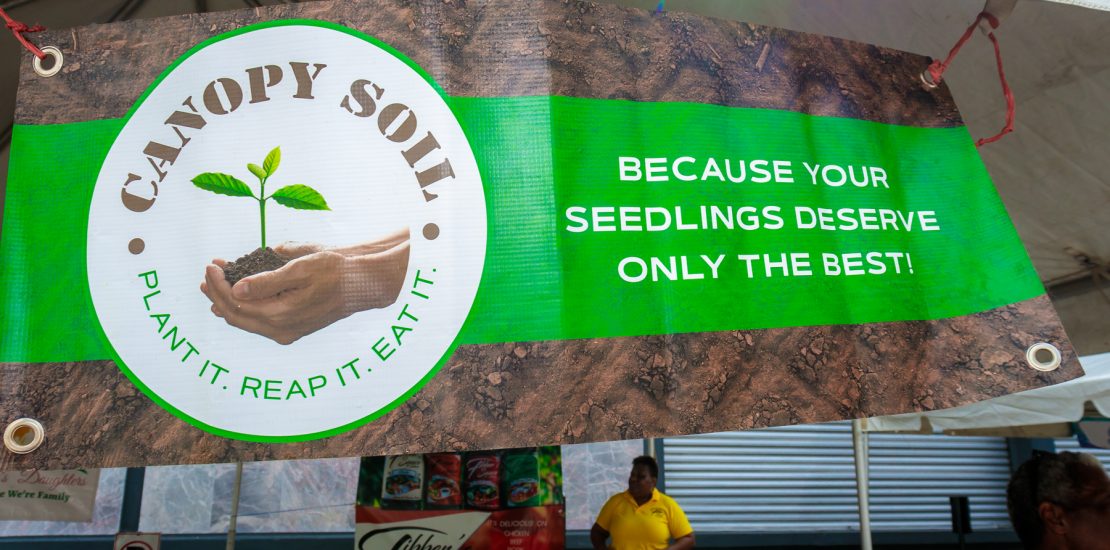 CANOPY SOIL
PLANT IT. REAP IT. EAT IT.
BECAUSE YOUR
SEEDLINGS DESERVE
ONLY THE BEST!
Daughters
We're Family
DELICIOUS ON
CHICKEN
BEEF